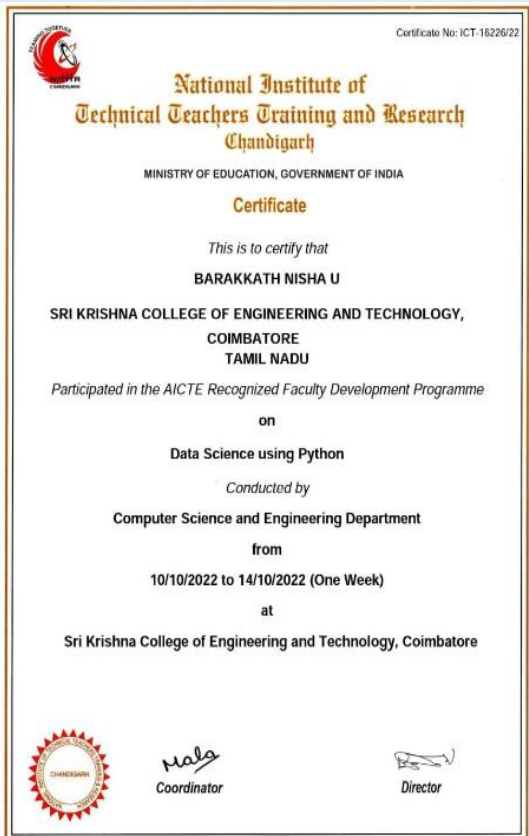 Certificate No: ICT-16226/22
National Institute of
Technical Teachers Training and Research
Chandigarh
MINISTRY OF EDUCATION, GOVERNMENT OF INDIA
Certificate
This is to certify that
BARAKKATH NISHA U
SRI KRISHNA COLLEGE OF ENGINEERING AND TECHNOLOGY,
COIMBATORE
TAMIL NADU
Participated in the AICTE Recognized Faculty Development Programme
on
Data Science using Python
Conducted by
Computer Science and Engineering Department
from
10/10/2022 to 14/10/2022 (One Week)
at
Sri Krishna College of Engineering and Technology, Coimbatore
CHANDIGARH
Mala
Coordinator
Director